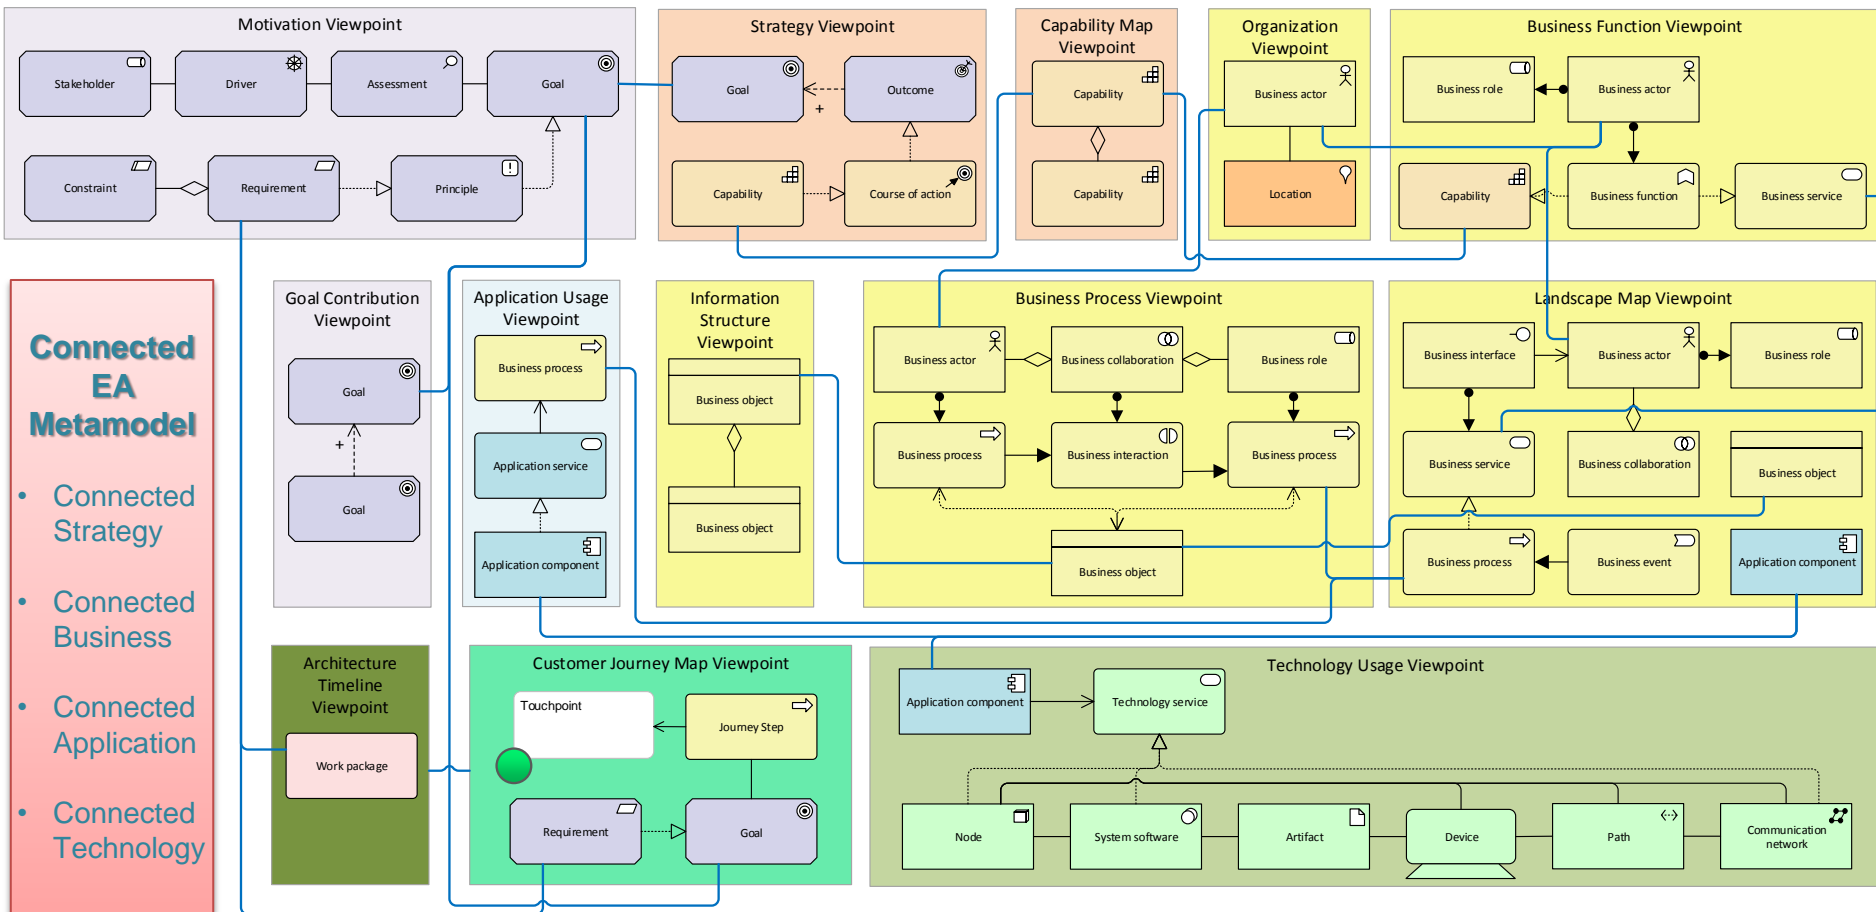 Motivation Viewpoint
Stakeholder
Driver
Assessment
Goal
Constraint
Requirement
Principle
Strategy Viewpoint
Goal
Outcome
+
Capability
Course of action
Capability Map
Viewpoint
Capability
Capability
Organization
Viewpoint
Business actor
Location
Business Function Viewpoint
Business role
Business actor
Capability
Business function
Business service
Connected
EA
Metamodel
• Connected
Strategy
• Connected
Business
• Connected
Application
• Connected
Technology
Goal Contribution
Viewpoint
Goal
+
Goal
Application Usage
Viewpoint
Business process
Application service
Application component
Information
Structure
Viewpoint
Business object
Business object
Business Process Viewpoint
Business actor
Business collaboration
Business role
Business process
Business interaction
Business process
Business object
Landscape Map Viewpoint
Business interface
Business actor
Business role
Business service
Business collaboration
Business object
Business process
Business event
Application component
Architecture
Timeline
Viewpoint
Work package
Customer Journey Map Viewpoint
Touchpoint
Journey Step
Requirement
Goal
Technology Usage Viewpoint
Application component
Technology service
Node
System software
Artifact
Device
Path
Communication
network